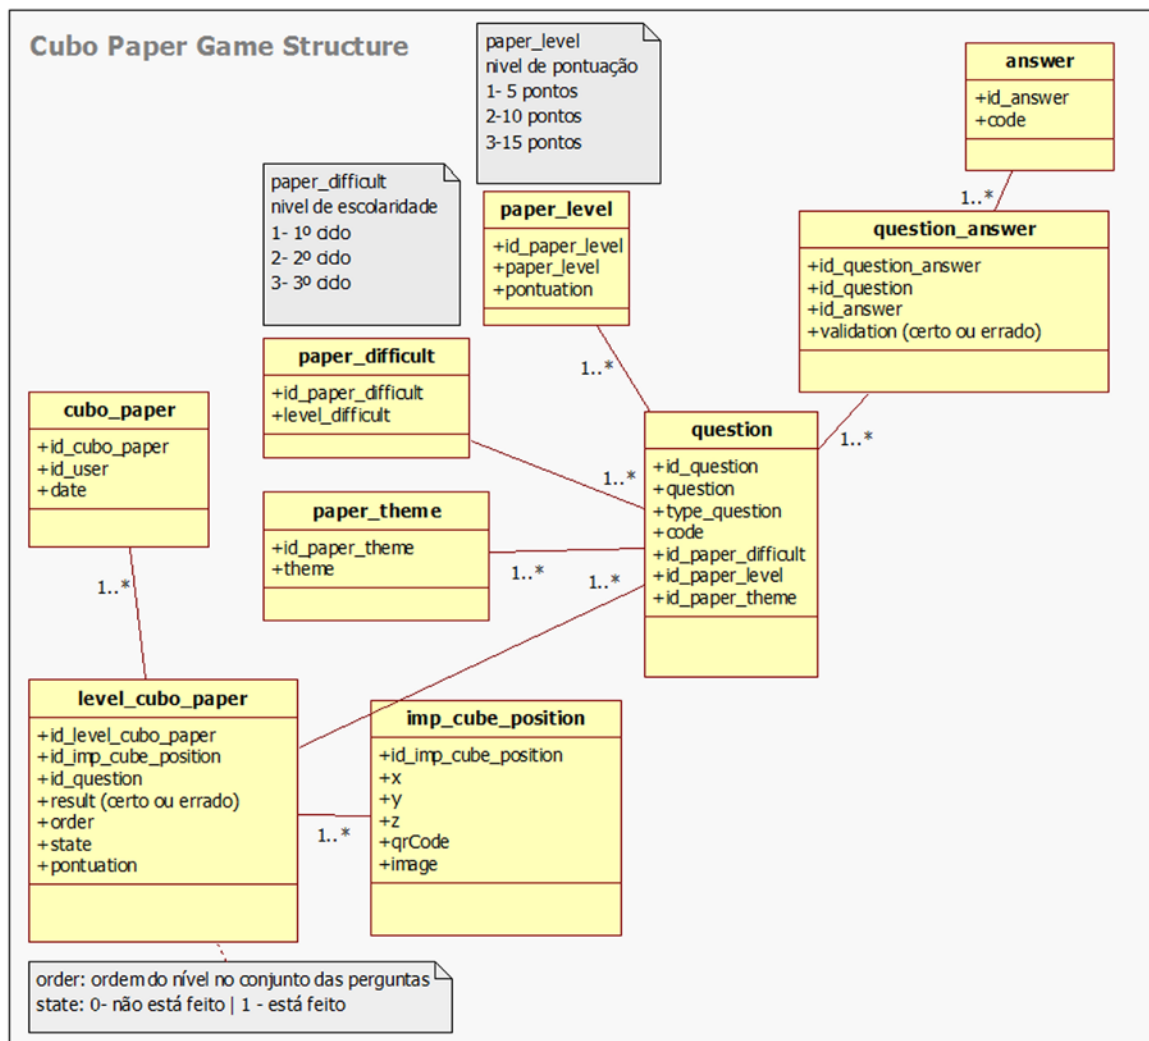 Cubo Paper Game Structure
paper_level
nivel de pontuação
1- 5 pontos
2-10 pontos
3-15 pontos
answer
+id_answer
+code
paper_difficult
nivel de escolaridade
1- 1º ciclo
2- 2º ciclo
3- 3º ciclo
paper_level
+id_paper_level
+paper_level
+pontuation
1..*
question_answer
+id_question_answer
+id_question
+id_answer
+validation (certo ou errado)
paper_difficult
+id_paper_difficult
+level_difficult
1..*
cubo_paper
+id_cubo_paper
+id_user
+date
question
+id_question
+question
+type_question
+code
+id_paper_difficult
+id_paper_level
+id_paper_theme
1..*
1..*
paper_theme
+id_paper_theme
+theme
1..*
1..*
1..*
level_cubo_paper
+id_level_cubo_paper
+id_imp_cube_position
+id_question
+result (certo ou errado)
+order
+state
+pontuation
imp_cube_position
+id_imp_cube_position
+x
+y
+z
+qrCode
+image
1..*
order: ordem do nível no conjunto das perguntas
state: 0- não está feito | 1 - está feito